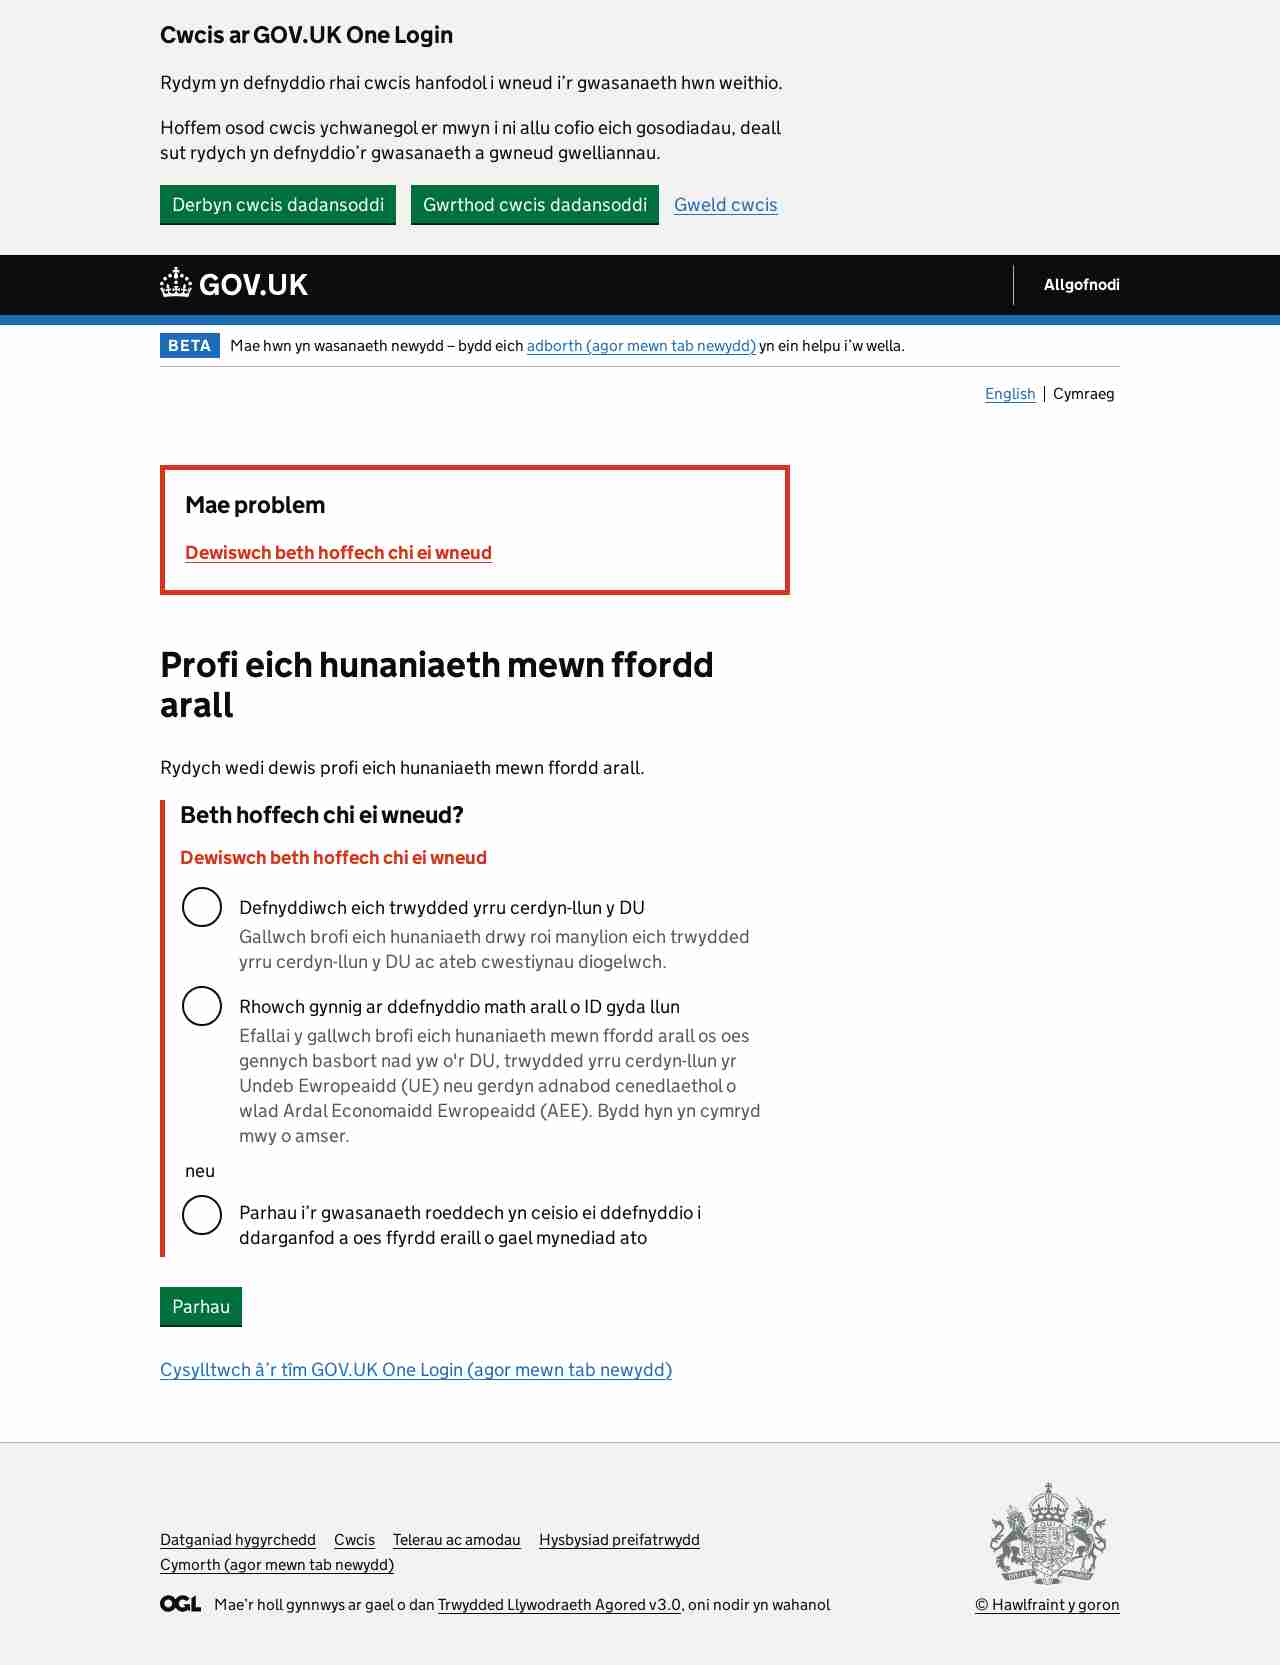 Cwcis ar GOV.UK One Login
Rydym yn defnyddio rhai cwcis hanfodol i wneud i’r gwasanaeth hwn weithio.
Hoffem osod cwcis ychwanegol er mwyn i ni allu cofio eich gosodiadau, deall
sut rydych yn defnyddio’r gwasanaeth a gwneud gwelliannau.
Derbyn cwcis dadansoddi Gwrthod cwcis dadansoddi Gweld cwcis
GOV.UK Allgofnodi
BETA Mae hwn yn wasanaeth newydd – bydd eich adborth (agor mewn tab newydd) yn ein helpu i’w wella.
English Cymraeg
Mae problem
Dewiswch beth hoffech chi ei wneud
Profi eich hunaniaeth mewn ffordd
arall
Rydych wedi dewis profi eich hunaniaeth mewn ffordd arall.
Beth hoffech chi ei wneud?
Dewiswch beth hoffech chi ei wneud
Defnyddiwch eich trwydded yrru cerdyn-llun y DU
Gallwch brofi eich hunaniaeth drwy roi manylion eich trwydded
yrru cerdyn-llun y DU ac ateb cwestiynau diogelwch.
Rhowch gynnig ar ddefnyddio math arall o ID gyda llun
Efallai y gallwch brofi eich hunaniaeth mewn ffordd arall os oes
gennych basbort nad yw o'r DU, trwydded yrru cerdyn-llun yr
Undeb Ewropeaidd (UE) neu gerdyn adnabod cenedlaethol o
wlad Ardal Economaidd Ewropeaidd (AEE). Bydd hyn yn cymryd
mwy o amser.
neu
Parhau i’r gwasanaeth roeddech yn ceisio ei ddefnyddio i
ddarganfod a oes ffyrdd eraill o gael mynediad ato
Parhau
Cysylltwch â’r tîm GOV.UK One Login (agor mewn tab newydd)
Datganiad hygyrchedd Cwcis Telerau ac amodau Hysbysiad preifatrwydd
Cymorth (agor mewn tab newydd)
OGL Mae’r holl gynnwys ar gael o dan Trwydded Llywodraeth Agored v3.0, oni nodir yn wahanol
© Hawlfraint y goron